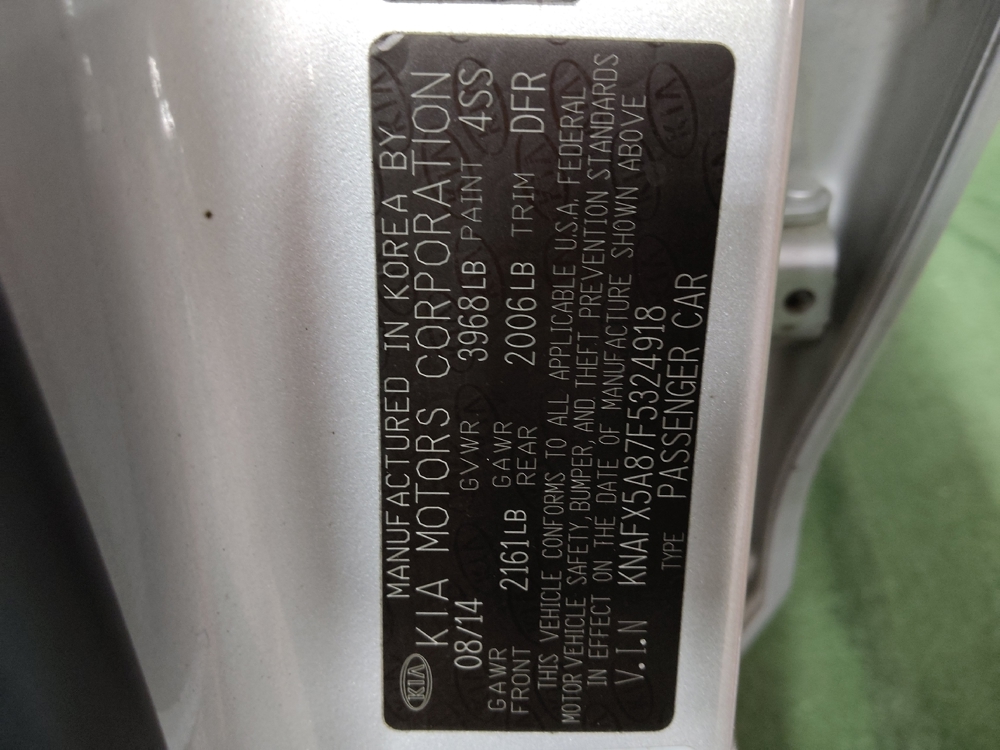 MANUFACTURED IN KOREA BY
KIA KIA MOTORS CORPORATION
08/14 GVWR 3968LB PAINT 4SS
GAWR FRONT 2161LB GAWR REAR 2006LB TRIM DFR
THIS VEHICLE CONFORMS TO ALL APPLICABLE U.S.A. FEDERAL
MOTOR VEHICLE SAFETY, BUMPER, AND THEFT PREVENTION STANDARDS
IN EFFECT ON THE DATE OF MANUFACTURE SHOWN ABOVE
V.I.N KNAFX5A87F5324918
TYPE PASSENGER CAR